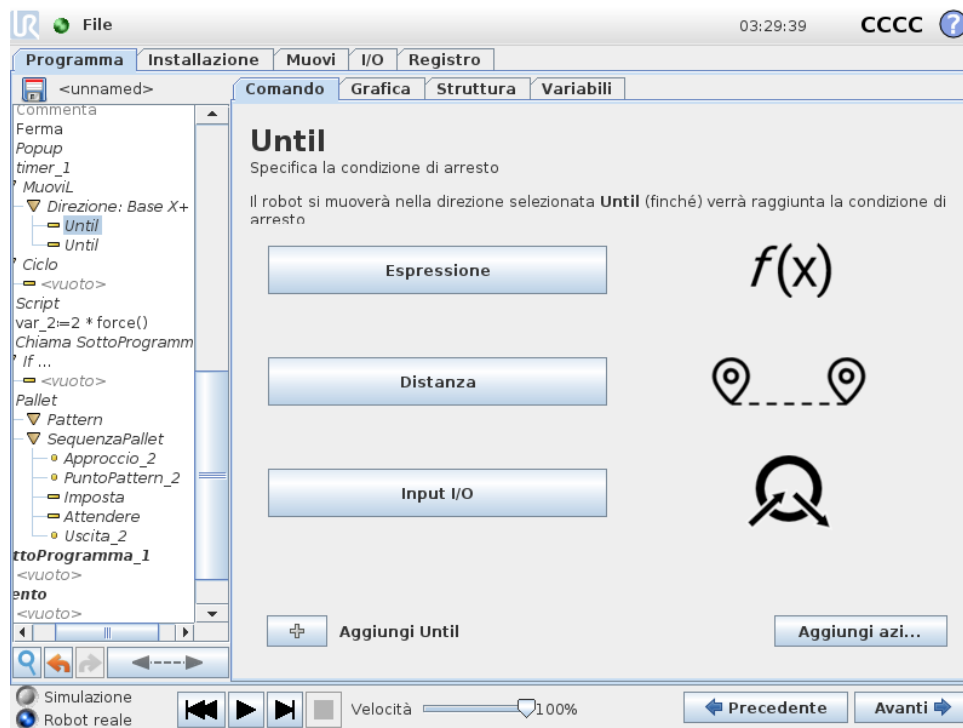 UR File 03:29:39 CCCC ?
Programma Installazione Muovi I/O Registro
<unnamed> Comando Grafica Struttura Variabili
Commenta
Ferma
Popup
timer_1
MuoviL
Direzione: Base X+
Until
Until
Ciclo
<vuoto>
Script
var_2:=2 * force()
Chiama SottoProgramm
If ...
<vuoto>
Pallet
Pattern
SequenzaPallet
Approccio_2
PuntoPattern_2
Imposta
Attendere
Uscita_2
ttoProgramma_1
<vuoto>
ento
<vuoto>
Until
Specifica la condizione di arresto
Il robot si muoverà nella direzione selezionata Until (finché) verrà raggiunta la condizione di
arresto
Espressione f(x)
Distanza
Input I/O
Aggiungi Until Aggiungi azi...
Simulazione
Robot reale
Velocità 100% Precedente Avanti